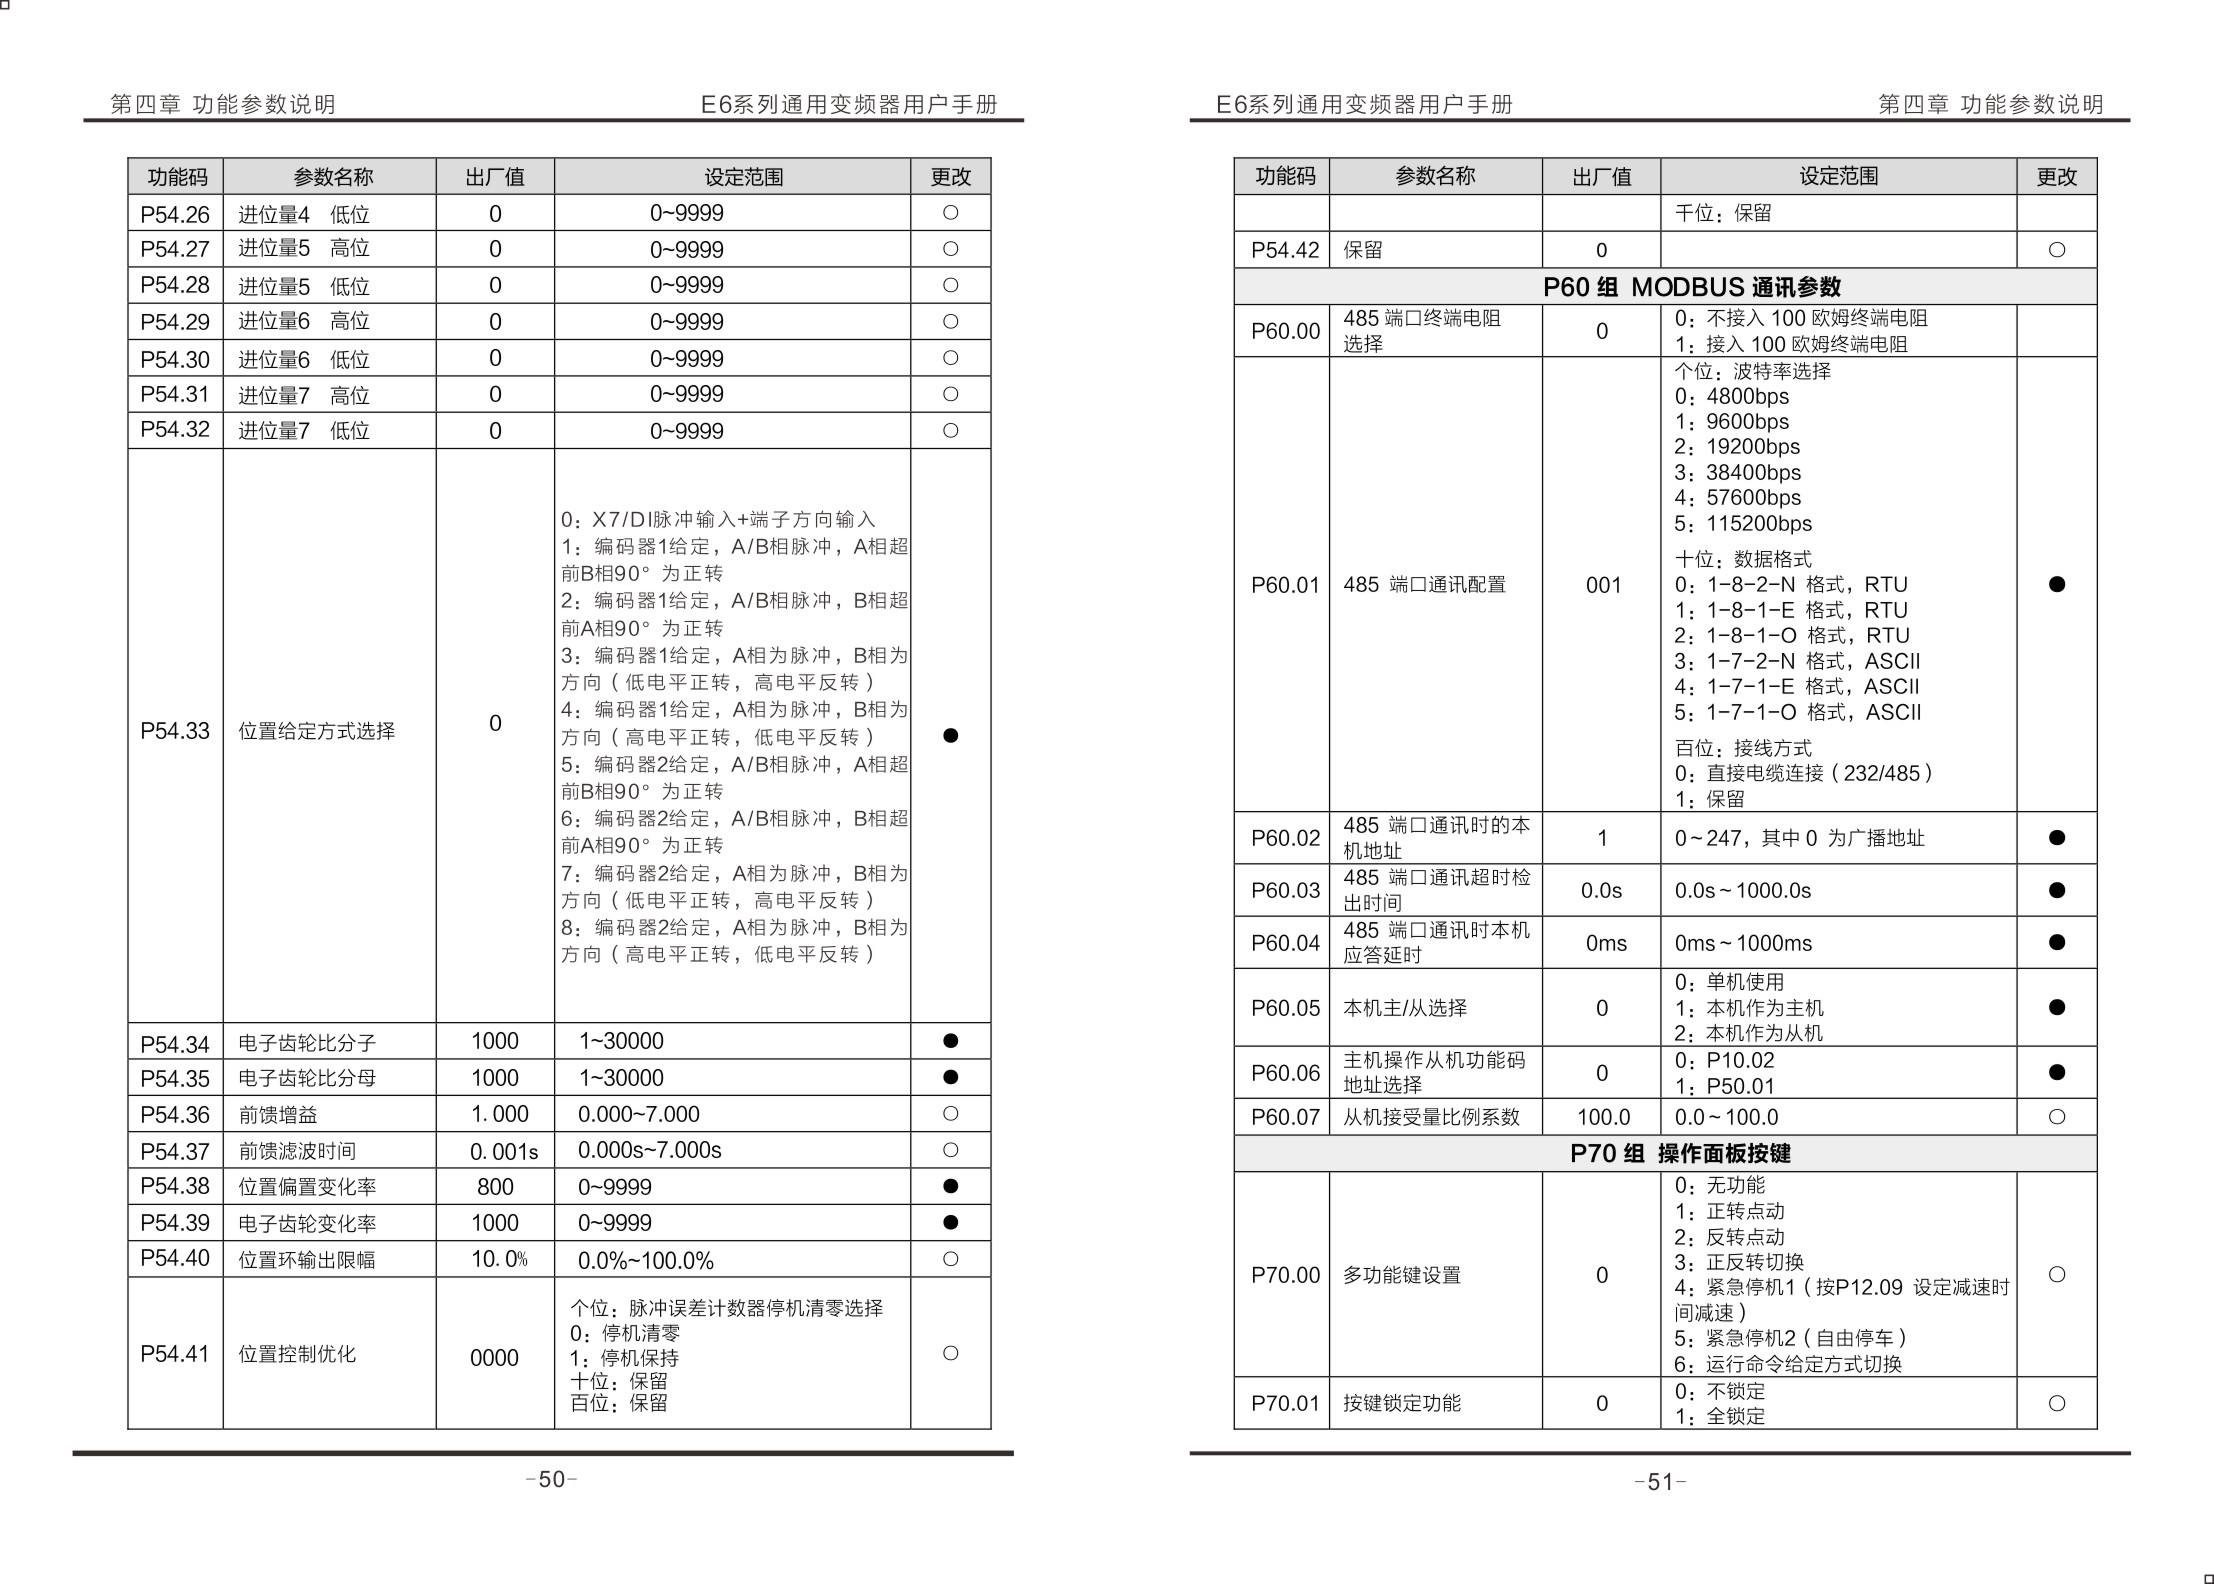 第四章 功能参数说明 E6系列通用变频器用户手册
功能码 参数名称 出厂值 设定范围 更改
P54.26 进位量4 低位 0 0~9999 ○
P54.27 进位量5 高位 0 0~9999 ○
P54.28 进位量5 低位 0 0~9999 ○
P54.29 进位量6 高位 0 0~9999 ○
P54.30 进位量6 低位 0 0~9999 ○
P54.31 进位量7 高位 0 0~9999 ○
P54.32 进位量7 低位 0 0~9999 ○
P54.33 位置给定方式选择 0
0：X7/DI脉冲输入+端子方向输入
1：编码器1给定，A/B相脉冲，A相超
前B相90°为正转
2：编码器1给定，A/B相脉冲，B相超
前A相90°为正转
3：编码器1给定，A相为脉冲，B相为
方向（低电平正转，高电平反转）
4：编码器1给定，A相为脉冲，B相为
方向（高电平正转，低电平反转）
5：编码器2给定，A/B相脉冲，A相超
前B相90°为正转
6：编码器2给定，A/B相脉冲，B相超
前A相90°为正转
7：编码器2给定，A相为脉冲，B相为
方向（低电平正转，高电平反转）
8：编码器2给定，A相为脉冲，B相为
方向（高电平正转，低电平反转）
●
P54.34 电子齿轮比分子 1000 1~30000 ●
P54.35 电子齿轮比分母 1000 1~30000 ●
P54.36 前馈增益 1.000 0.000~7.000 ○
P54.37 前馈滤波时间 0.001s 0.000s~7.000s ○
P54.38 位置偏置变化率 800 0~9999 ●
P54.39 电子齿轮变化率 1000 0~9999 ●
P54.40 位置环输出限幅 10.0% 0.0%~100.0% ○
P54.41 位置控制优化 0000
个位：脉冲误差计数器停机清零选择
0：停机清零
1：停机保持
十位：保留
百位：保留
○
-50-
E6系列通用变频器用户手册 第四章 功能参数说明
功能码 参数名称 出厂值 设定范围 更改
千位：保留
P54.42 保留 0 ○
P60 组 MODBUS 通讯参数
P60.00 485 端口终端电阻
选择 0
0：不接入 100 欧姆终端电阻
1：接入 100 欧姆终端电阻
P60.01 485 端口通讯配置 001
个位：波特率选择
0：4800bps
1：9600bps
2：19200bps
3：38400bps
4：57600bps
5：115200bps
十位：数据格式
0：1-8-2-N 格式，RTU
1：1-8-1-E 格式，RTU
2：1-8-1-O 格式，RTU
3：1-7-2-N 格式，ASCII
4：1-7-1-E 格式，ASCII
5：1-7-1-O 格式，ASCII
百位：接线方式
0：直接电缆连接（232/485）
1：保留
●
P60.02 485 端口通讯时的本
机地址 1 0~247，其中 0 为广播地址 ●
P60.03 485 端口通讯超时检
出时间 0.0s 0.0s~1000.0s ●
P60.04 485 端口通讯时本机
应答延时 0ms 0ms~1000ms ●
P60.05 本机主/从选择 0
0：单机使用
1：本机作为主机
2：本机作为从机
●
P60.06 主机操作从机功能码
地址选择 0
0：P10.02
1：P50.01
●
P60.07 从机接受量比例系数 100.0 0.0~100.0 ○
P70 组 操作面板按键
P70.00 多功能键设置 0
0：无功能
1：正转点动
2：反转点动
3：正反转切换
4：紧急停机1（按P12.09 设定减速时
间减速）
5：紧急停机2（自由停车）
6：运行命令给定方式切换
○
P70.01 按键锁定功能 0
0：不锁定
1：全锁定
○
-51-